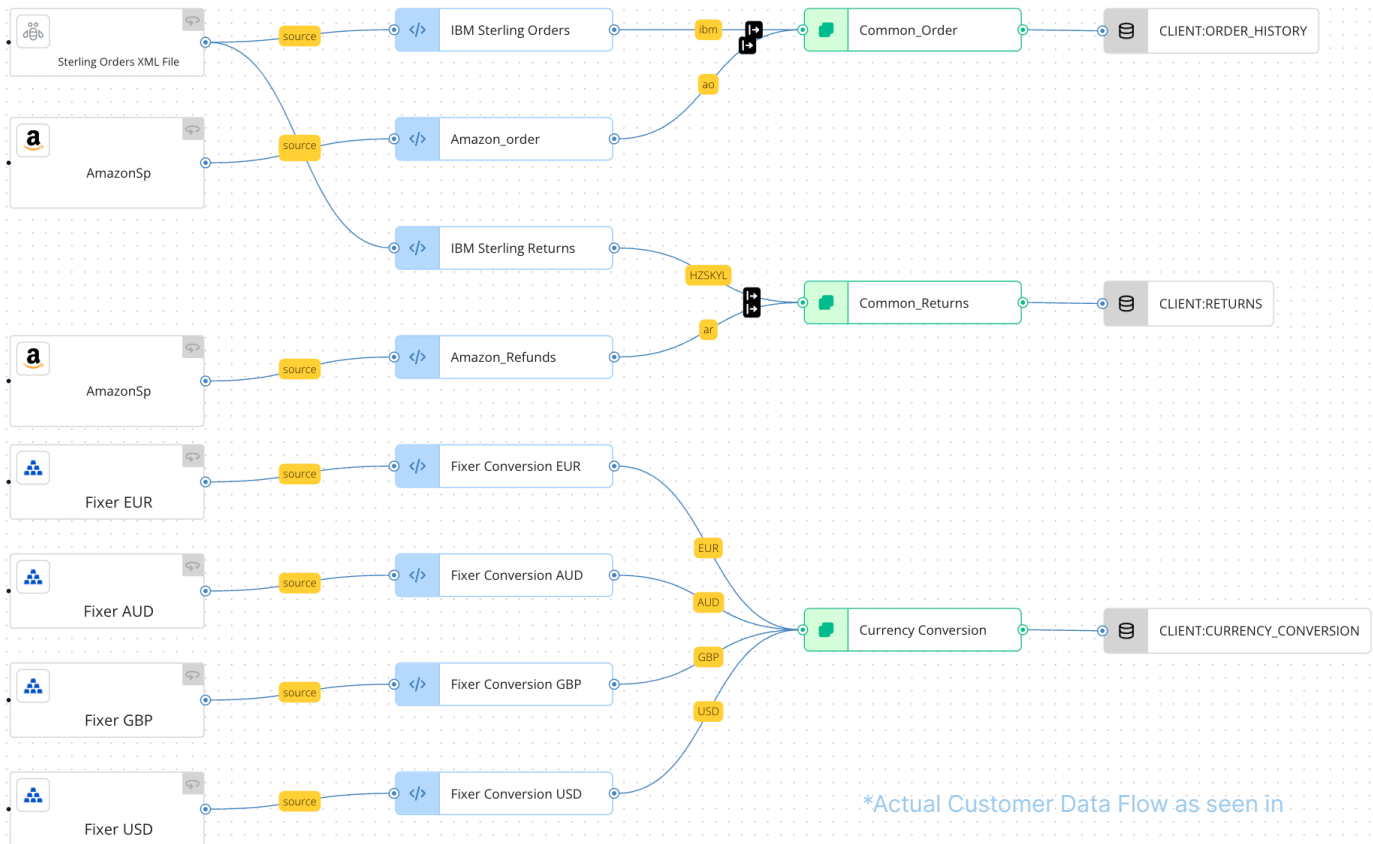 Sterling Orders XML File
source
IBM Sterling Orders
ibm
Common_Order
CLIENT:ORDER_HISTORY
ao
AmazonSp
source
Amazon_order
IBM Sterling Returns
HZSKYL
Common_Returns
CLIENT:RETURNS
ar
AmazonSp
source
Amazon_Refunds
Fixer EUR
source
Fixer Conversion EUR
EUR
Fixer AUD
source
Fixer Conversion AUD
AUD
Currency Conversion
CLIENT:CURRENCY_CONVERSION
GBP
Fixer GBP
source
Fixer Conversion GBP
USD
Fixer USD
source
Fixer Conversion USD
*Actual Customer Data Flow as seen in